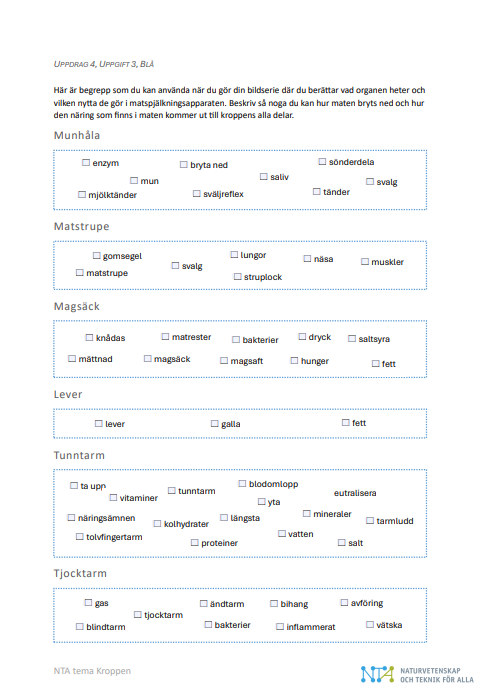 UPPDRAG 4, UPPGIFT 3, BLÅ
Här är begrepp som du kan använda när du gör din bildserie där du berättar vad organen heter och
vilken nytta de gör i matspjälkningsapparaten. Beskriv så noga du kan hur maten bryts ned och hur
den näring som finns i maten kommer ut till kroppens alla delar.
Munhåla
☐ enzym ☐ bryta ned ☐ sönderdela
☐ mun ☐ saliv ☐ svalg
☐ mjölktänder ☐ sväljreflex ☐ tänder
Matstrupe
☐ gomsegel ☐ lungor ☐ näsa ☐ muskler
☐ matstrupe ☐ svalg ☐ struplock
Magsäck
☐ knådas ☐ matrester ☐ bakterier ☐ dryck ☐ saltsyra
☐ mättnad ☐ magsäck ☐ magsaft ☐ hunger ☐ fett
Lever
☐ lever ☐ galla ☐ fett
Tunntarm
☐ ta upp ☐ tunntarm ☐ blodomlopp eutralisera
☐ vitaminer ☐ yta
☐ näringsämnen ☐ kolhydrater ☐ längsta ☐ mineraler ☐ tarmludd
☐ tolvfingertarm ☐ proteiner ☐ vatten ☐ salt
Tjocktarm
☐ gas ☐ ändtarm ☐ bihang ☐ avföring
☐ tjocktarm
☐ blindtarm ☐ bakterier ☐ inflammerat ☐ vätska
NTA tema Kroppen
NTA NATURVETENSKAP
OCH TEKNIK FÖR ALLA